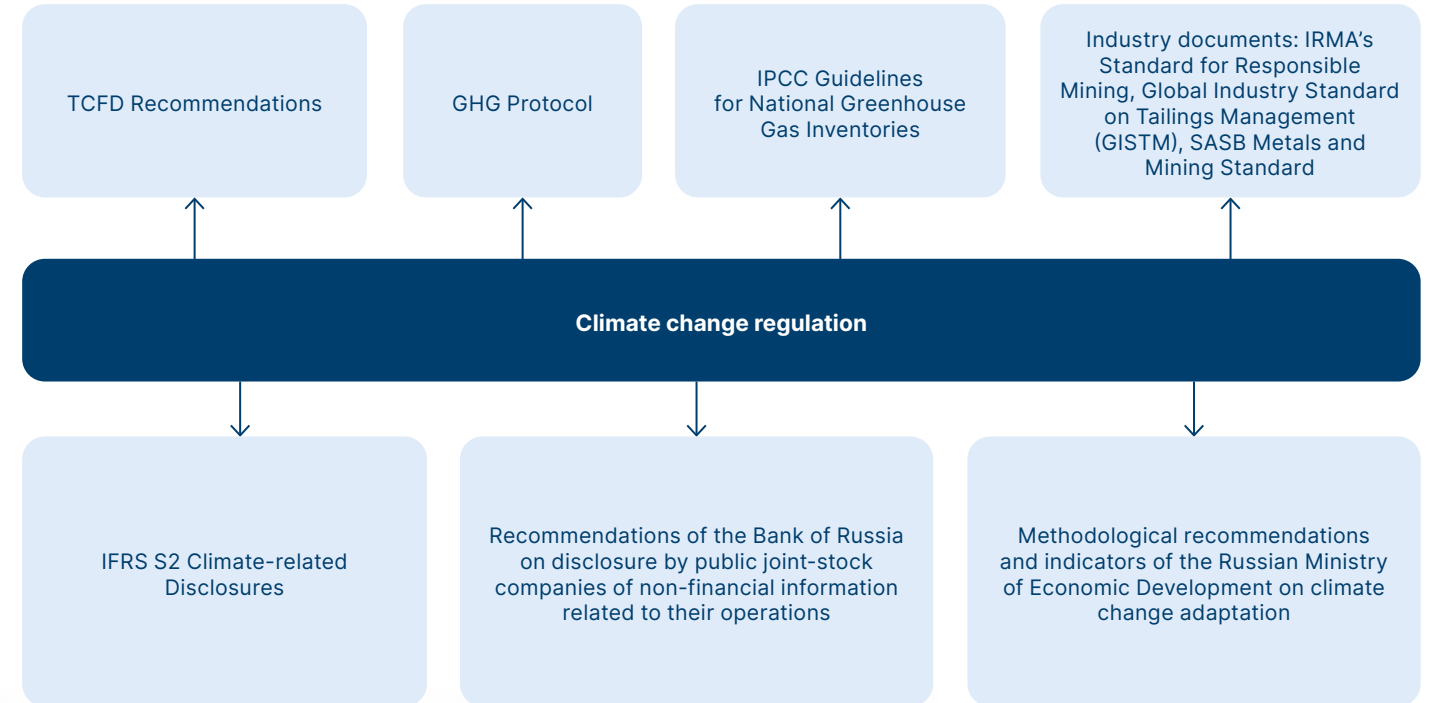 TCFD Recommendations
GHG Protocol
IPCC Guidelines
for National Greenhouse
Gas Inventories
Industry documents: IRMA’s
Standard for Responsible
Mining, Global Industry Standard
on Tailings Management
(GISTM), SASB Metals and
Mining Standard
Climate change regulation
IFRS S2 Climate-related
Disclosures
Recommendations of the Bank of Russia
on disclosure by public joint-stock
companies of non-financial information
related to their operations
Methodological recommendations
and indicators of the Russian Ministry
of Economic Development on climate
change adaptation